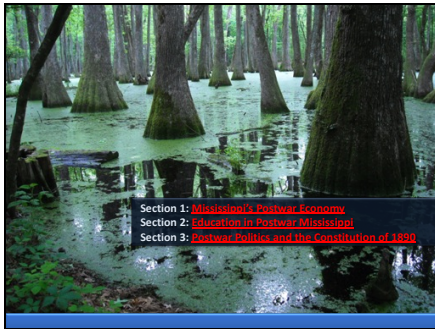 Section 1: Mississippi's Postwar Economy
Section 2: Education in Postwar Mississippi
Section 3: Postwar Politics and the Constitution of 1890